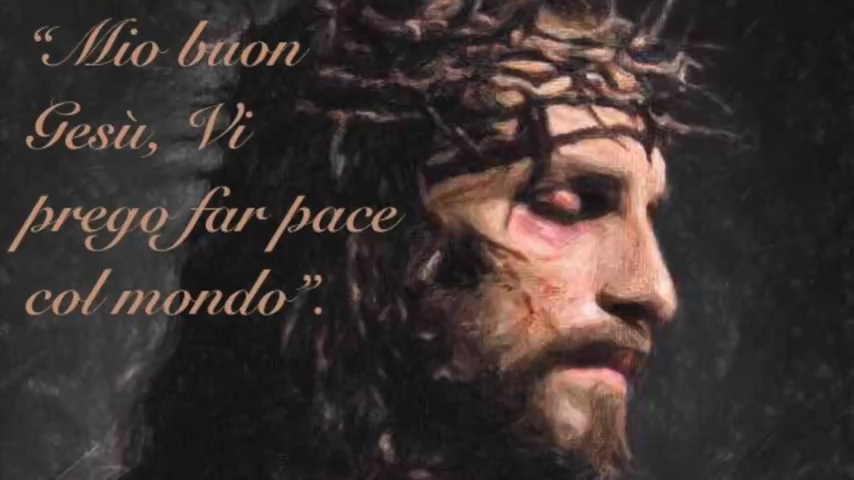 “Mio buon
Gesù, Vi
prego far pace
col mondo”.